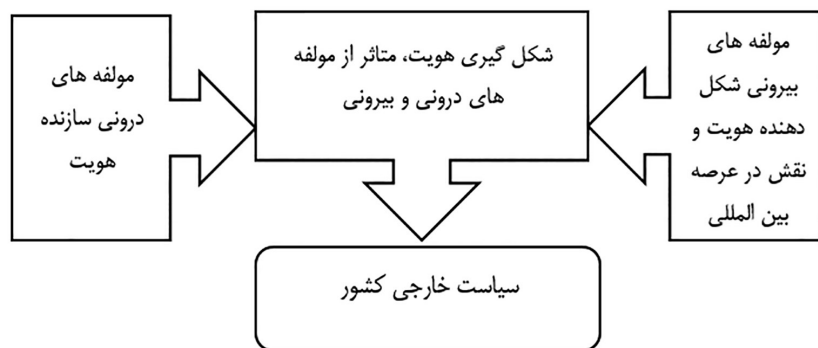 مولفه های
بیرونی شکل
دهنده هویت و
نقش در عرصه
بین المللی
شکل گیری هویت، متاثر از مولفه
های درونی و بیرونی
مولفه های
درونی سازنده
هویت
سیاست خارجی کشور